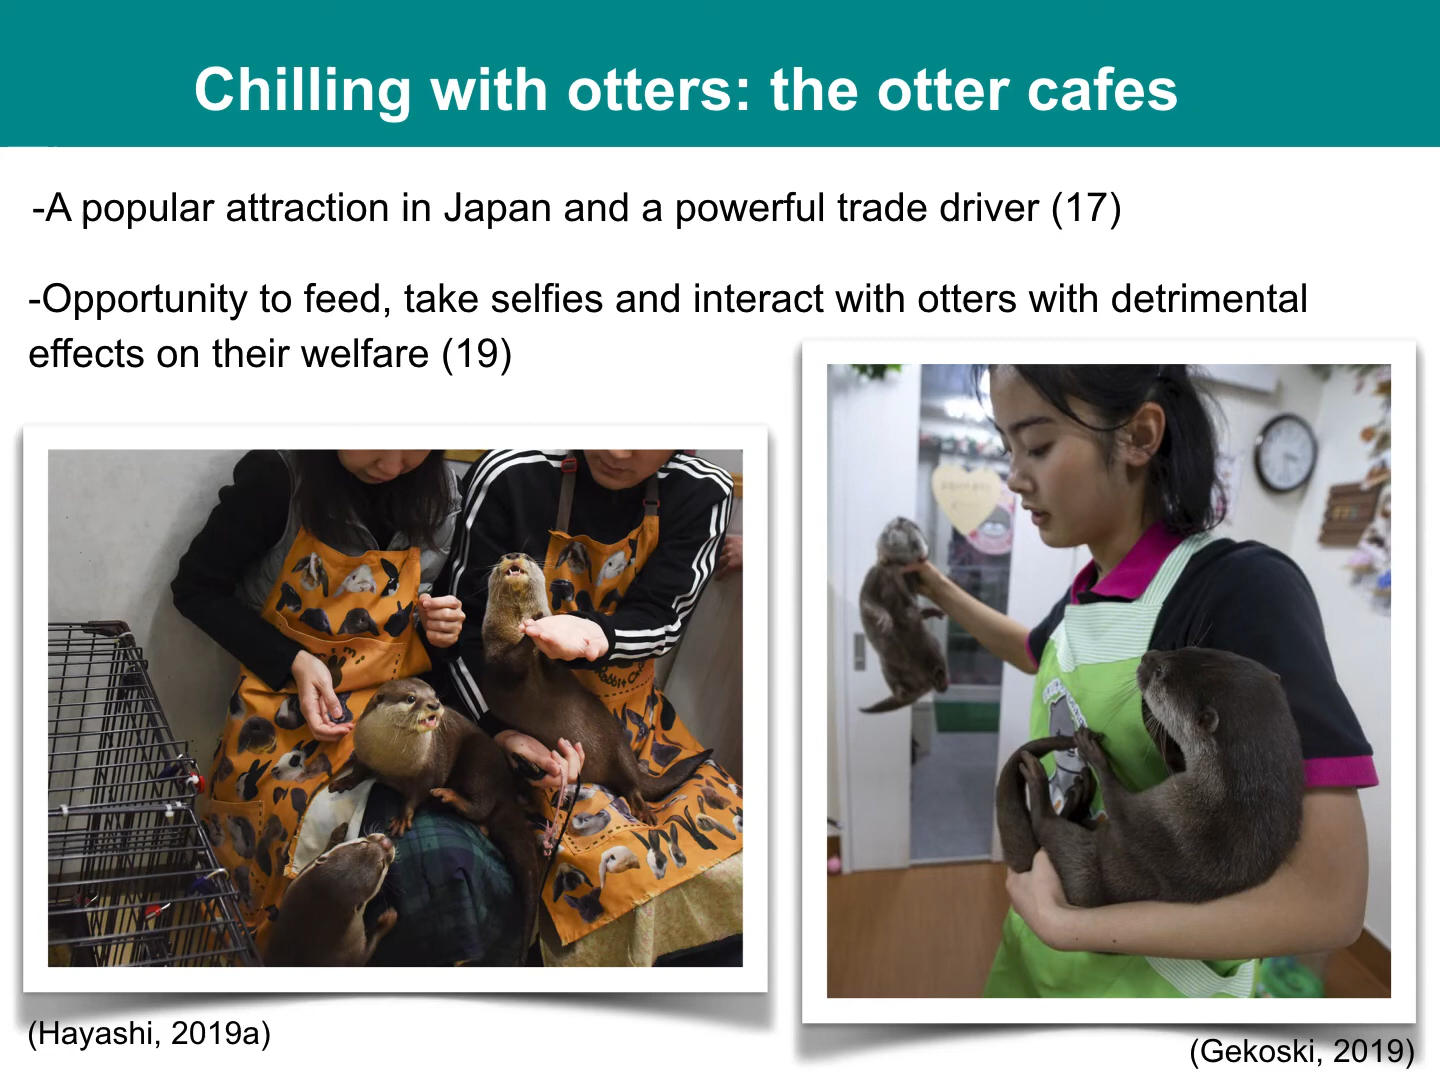 Chilling with otters: the otter cafes
-A popular attraction in Japan and a powerful trade driver (17)
-Opportunity to feed, take selfies and interact with otters with detrimental
effects on their welfare (19)
(Hayashi, 2019a)
(Gekoski, 2019)